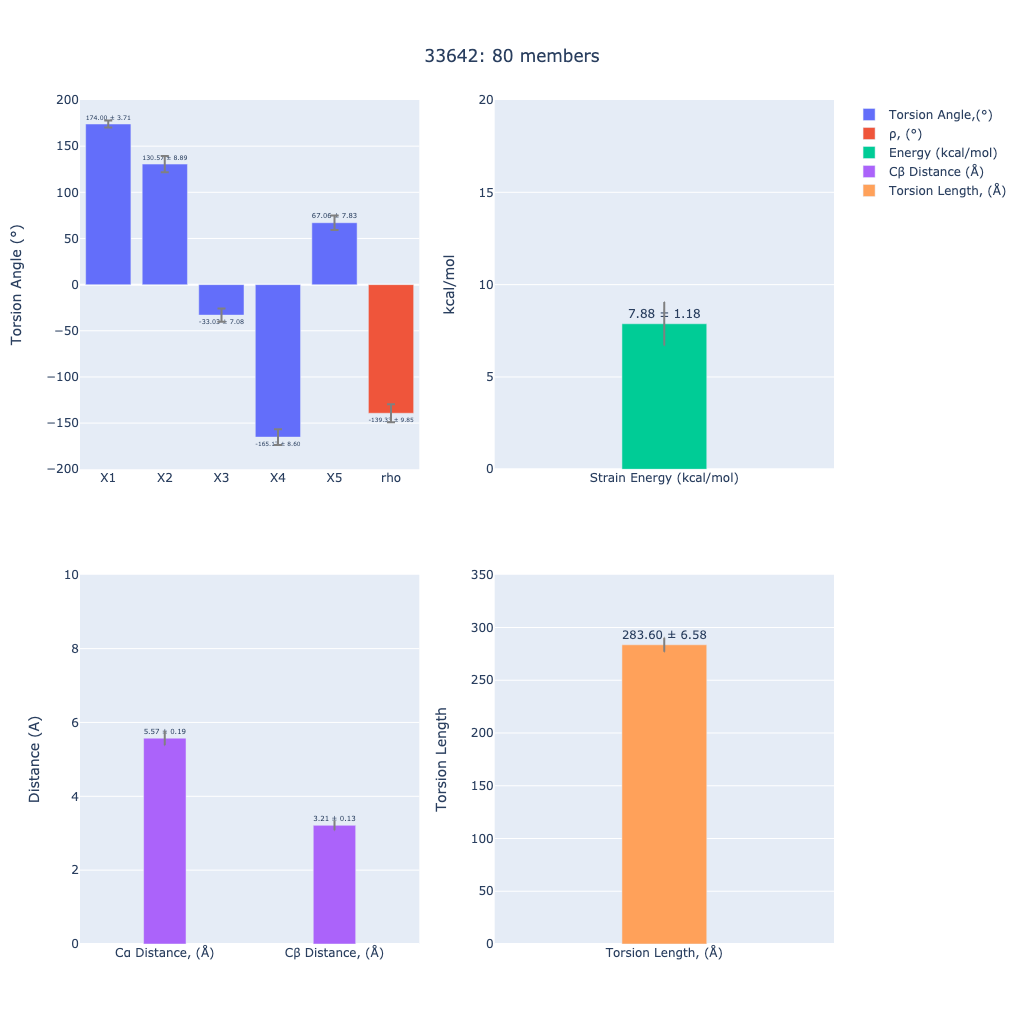 33642: 80 members
Torsion Angle (°)
200
150
100
50
0
−50
−100
−150
−200
174.00 ± 3.71
130.57 ± 8.89
-33.03 ± 7.08
67.06 ± 7.83
-139.33 ± 9.85
X1
X2
X3
X4
X5
rho
kcal/mol
20
15
10
5
0
7.88 ± 1.18
Strain Energy (kcal/mol)
Torsion Angle,(°)
ρ, (°)
Energy (kcal/mol)
Cβ Distance (Å)
Torsion Length, (Å)
Distance (A)
10
8
6
4
2
0
5.57 ± 0.19
3.21 ± 0.13
Cα Distance, (Å)
Cβ Distance, (Å)
Torsion Length
350
300
250
200
150
100
50
0
283.60 ± 6.58
Torsion Length, (Å)